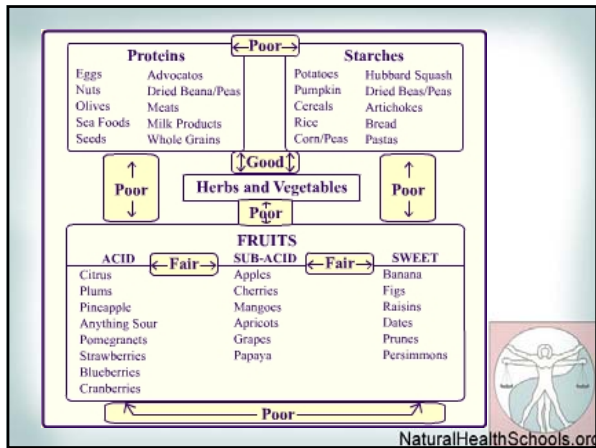 ←Poor→
Proteins
Eggs
Nuts
Olives
Sea Foods
Seeds
Advocatos
Dried Beana/Peas
Meats
Milk Products
Whole Grains
Starches
Potatoes
Pumpkin
Cereals
Rice
Corn/Peas
Hubbard Squash
Dried Beas/Peas
Artichokes
Bread
Pastas
Good
Poor
Herbs and Vegetables
Poor
Poor
FRUITS
ACID
←Fair→
SUB-ACID
←Fair→
SWEET
Citrus
Plums
Pineapple
Anything Sour
Pomegranets
Strawberries
Blueberries
Cranberries
Apples
Cherries
Mangoes
Apricots
Grapes
Papaya
Banana
Figs
Raisins
Dates
Prunes
Persimmons
Poor
NaturalHealthSchools.org